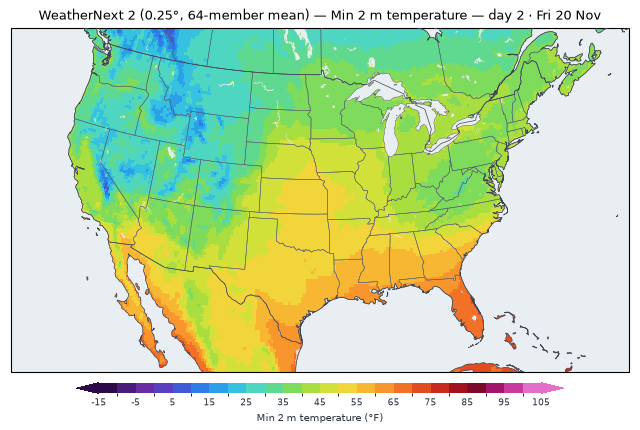 WeatherNext 2 (0.25°, 64-member mean) — Min 2 m temperature — day 2 · Fri 20 Nov
-15 -5 5 15 25 35 45 55 65 75 85 95 105
Min 2 m temperature (°F)